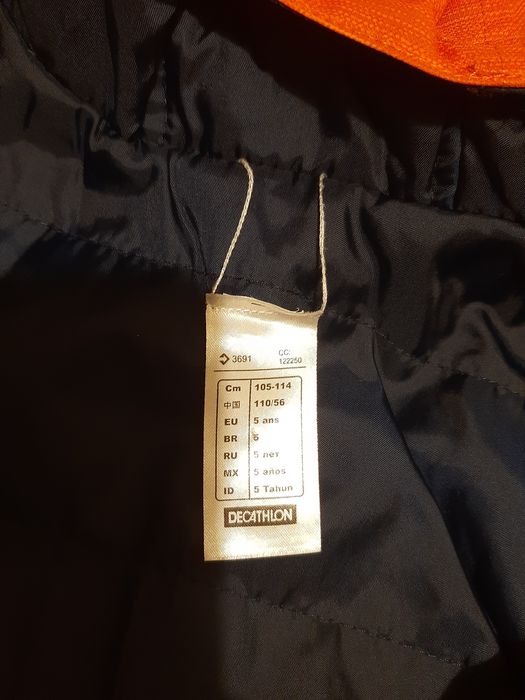 3691 CC:
122250
Cm 105-114
中国 110/56
EU 5 ans
BR 5
RU 5 лет
MX 5 años
ID 5 Tahun
DECATHLON